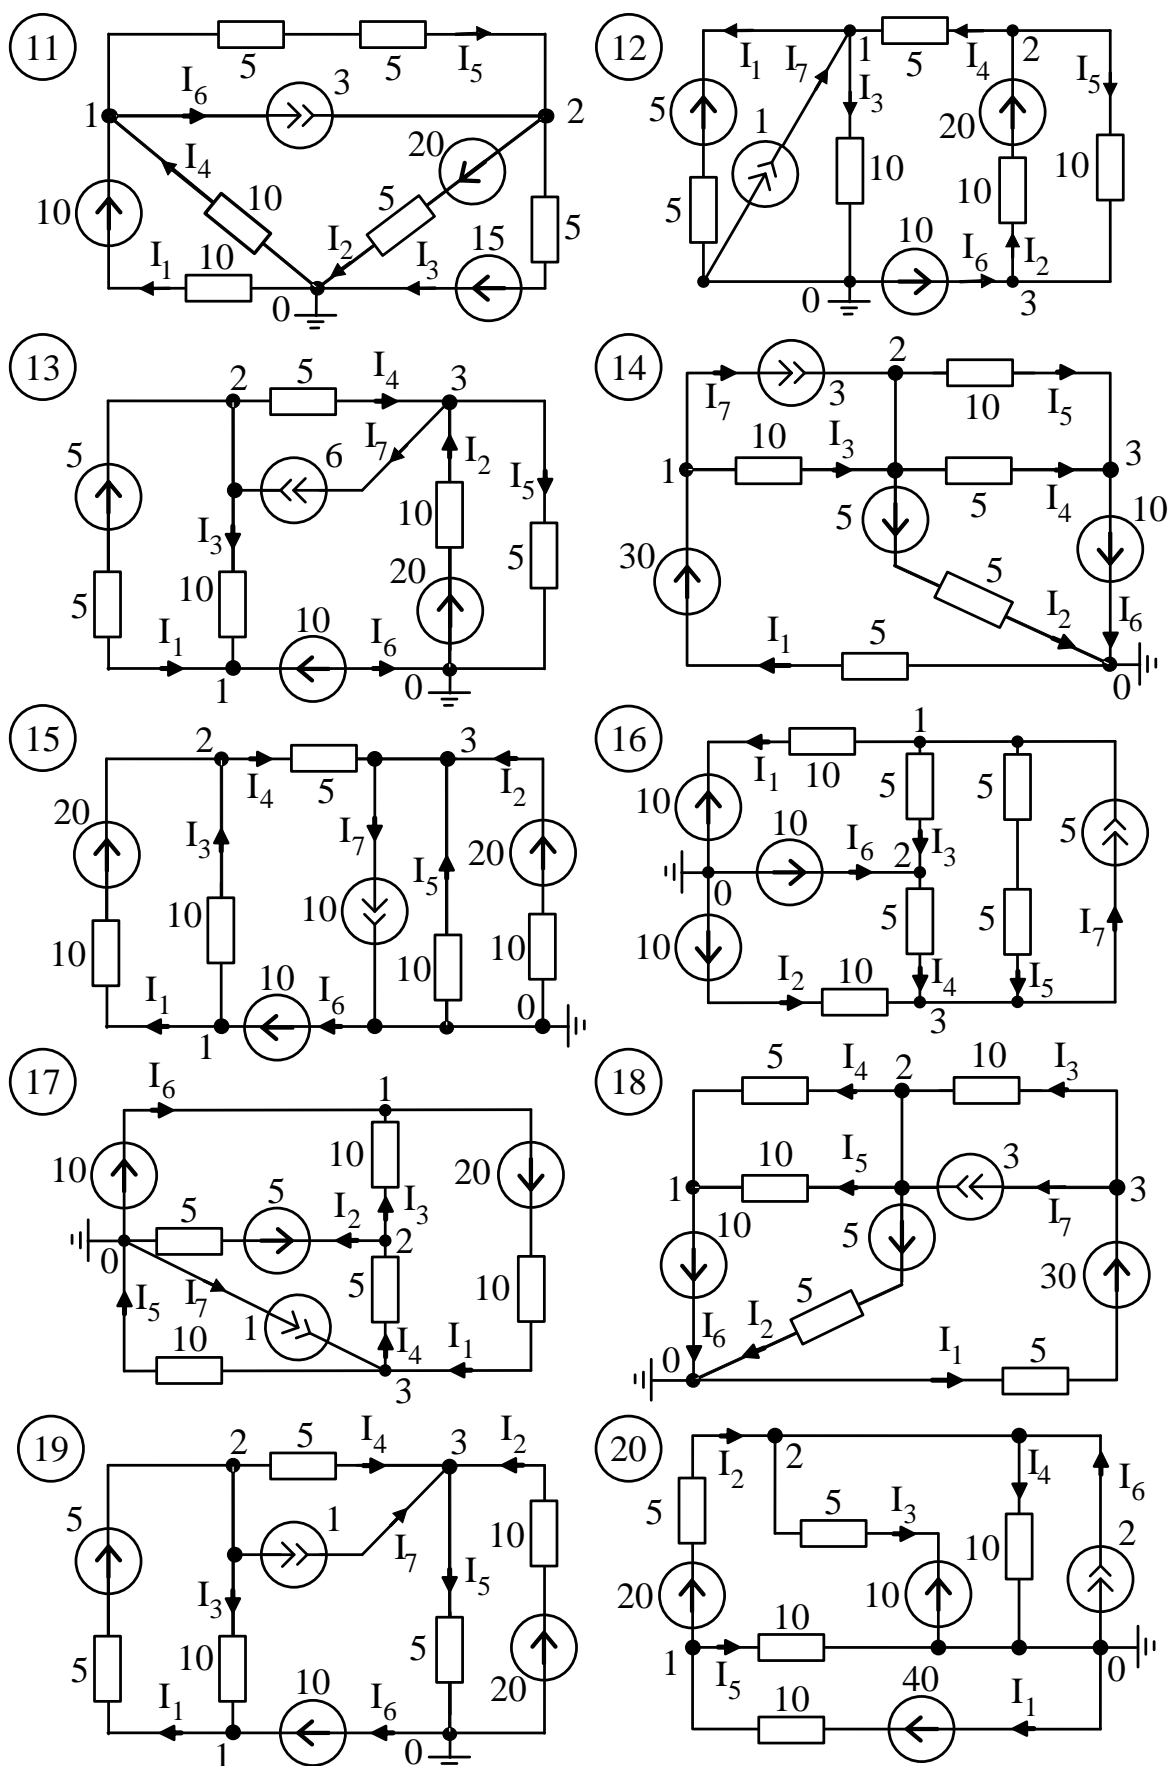 11
5 5 I5
I6 3
1 2
20
I4
10 10 5 5
I1 10 I2 I3 15
0
12
I1 I7 1 5 I4 2 I5
5 1 I3 20
10 10 10
5 10
0 I6 I2 3
13
2 5 I4 3
5 6 I7 I2
I3 10 I5
5 10 20 5
I1 10 I6
1 0
14
2
I7 3 10 I5
1 10 I3 5 I4 3
5 10
30 5
I1 5 I2 I6
0
15
2 I4 5 3 I2
20 I3 I7 20
10 I5
10 10 10 10
I1 10 I6 0
1
16
1
I1 10 5 5
10 10 I6 2 I3 5
0
10 5 5 I7
I2 10 I4 I5
3
17
I6 1
10 10 20
5 5 I2 I3
0 2
I5 I7 1 5 10
10 I4 I1
3
18
5 I4 2 10 I3
1 10 I5 3 3
10 5 I7
30
I6 I2 5
0 I1 5
19
2 5 I4 3 I2
5 1 I7 10
I3 I5
5 10 5 20
I1 10 I6
1 0
20
I2 2 I4 I6
5 5 I3
10 2
20 10
1 I5 10 0
10 40 I1